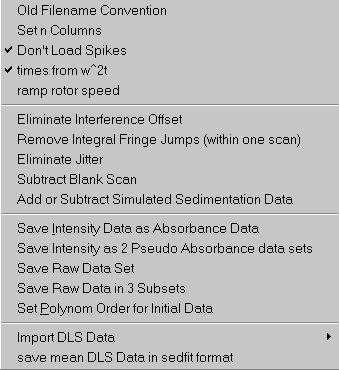 Old Filename Convention
Set n Columns
Don't Load Spikes
times from w^2t
ramp rotor speed
Eliminate Interference Offset
Remove Integral Fringe Jumps (within one scan)
Eliminate Jitter
Subtract Blank Scan
Add or Subtract Simulated Sedimentation Data
Save Intensity Data as Absorbance Data
Save Intensity as 2 Pseudo Absorbance data sets
Save Raw Data Set
Save Raw Data in 3 Subsets
Set Polynom Order for Initial Data
Import DLS Data
save mean DLS Data in sedfit format